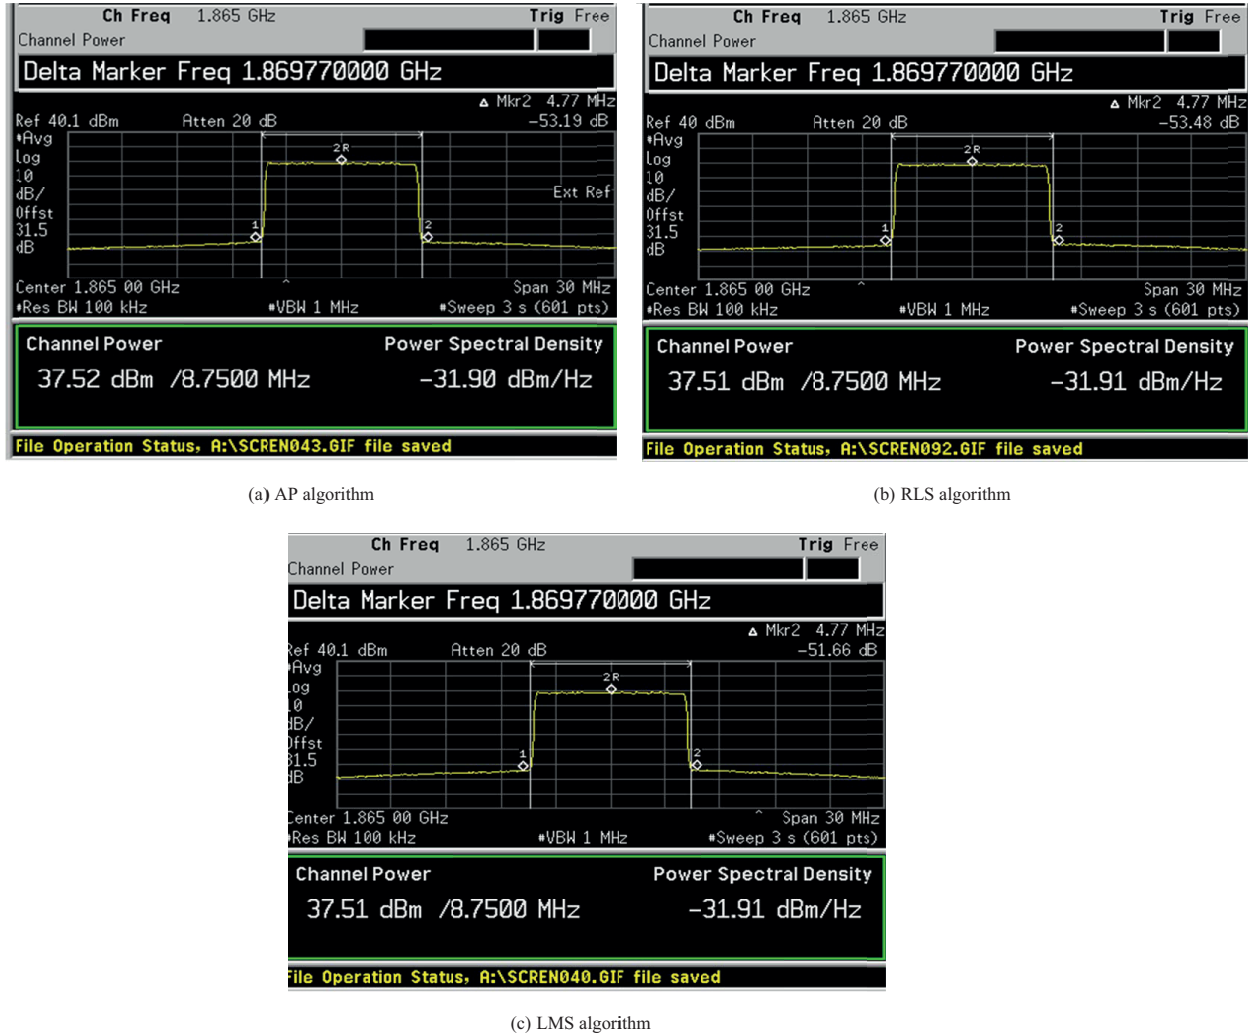 Ch Freq 1.865 GHz Trig Free
Channel Power
Delta Marker Freq 1.869770000 GHz
Δ Mkr2 4.77 MHz
Ref 40.1 dBm Atten 20 dB −53.19 dB
#Avg
log
10
dB/
Offst
31.5
dB
2R
Ext Ref
1
2
Center 1.865 00 GHz Span 30 MHz
#Res BW 100 kHz #VBW 1 MHz #Sweep 3 s (601 pts)
Channel Power Power Spectral Density
37.52 dBm /8.7500 MHz −31.90 dBm/Hz
File Operation Status, A:\SCREN043.GIF file saved
(a) AP algorithm
Ch Freq 1.865 GHz Trig Free
Channel Power
Delta Marker Freq 1.869770000 GHz
Δ Mkr2 4.77 MHz
Ref 40 dBm Atten 20 dB −53.48 dB
#Avg
log
10
dB/
Offst
31.5
dB
2R
1
2
Center 1.865 00 GHz Span 30 MHz
#Res BW 100 kHz #VBW 1 MHz #Sweep 3 s (601 pts)
Channel Power Power Spectral Density
37.51 dBm /8.7500 MHz −31.91 dBm/Hz
File Operation Status, A:\SCREN092.GIF file saved
(b) RLS algorithm
Ch Freq 1.865 GHz Trig Free
Channel Power
Delta Marker Freq 1.869770000 GHz
Δ Mkr2 4.77 MHz
Ref 40.1 dBm Atten 20 dB −51.66 dB
#Avg
log
10
dB/
Offst
31.5
dB
2R
1
2
Center 1.865 00 GHz Span 30 MHz
#Res BW 100 kHz #VBW 1 MHz #Sweep 3 s (601 pts)
Channel Power Power Spectral Density
37.51 dBm /8.7500 MHz −31.91 dBm/Hz
File Operation Status, A:\SCREN040.GIF file saved
(c) LMS algorithm